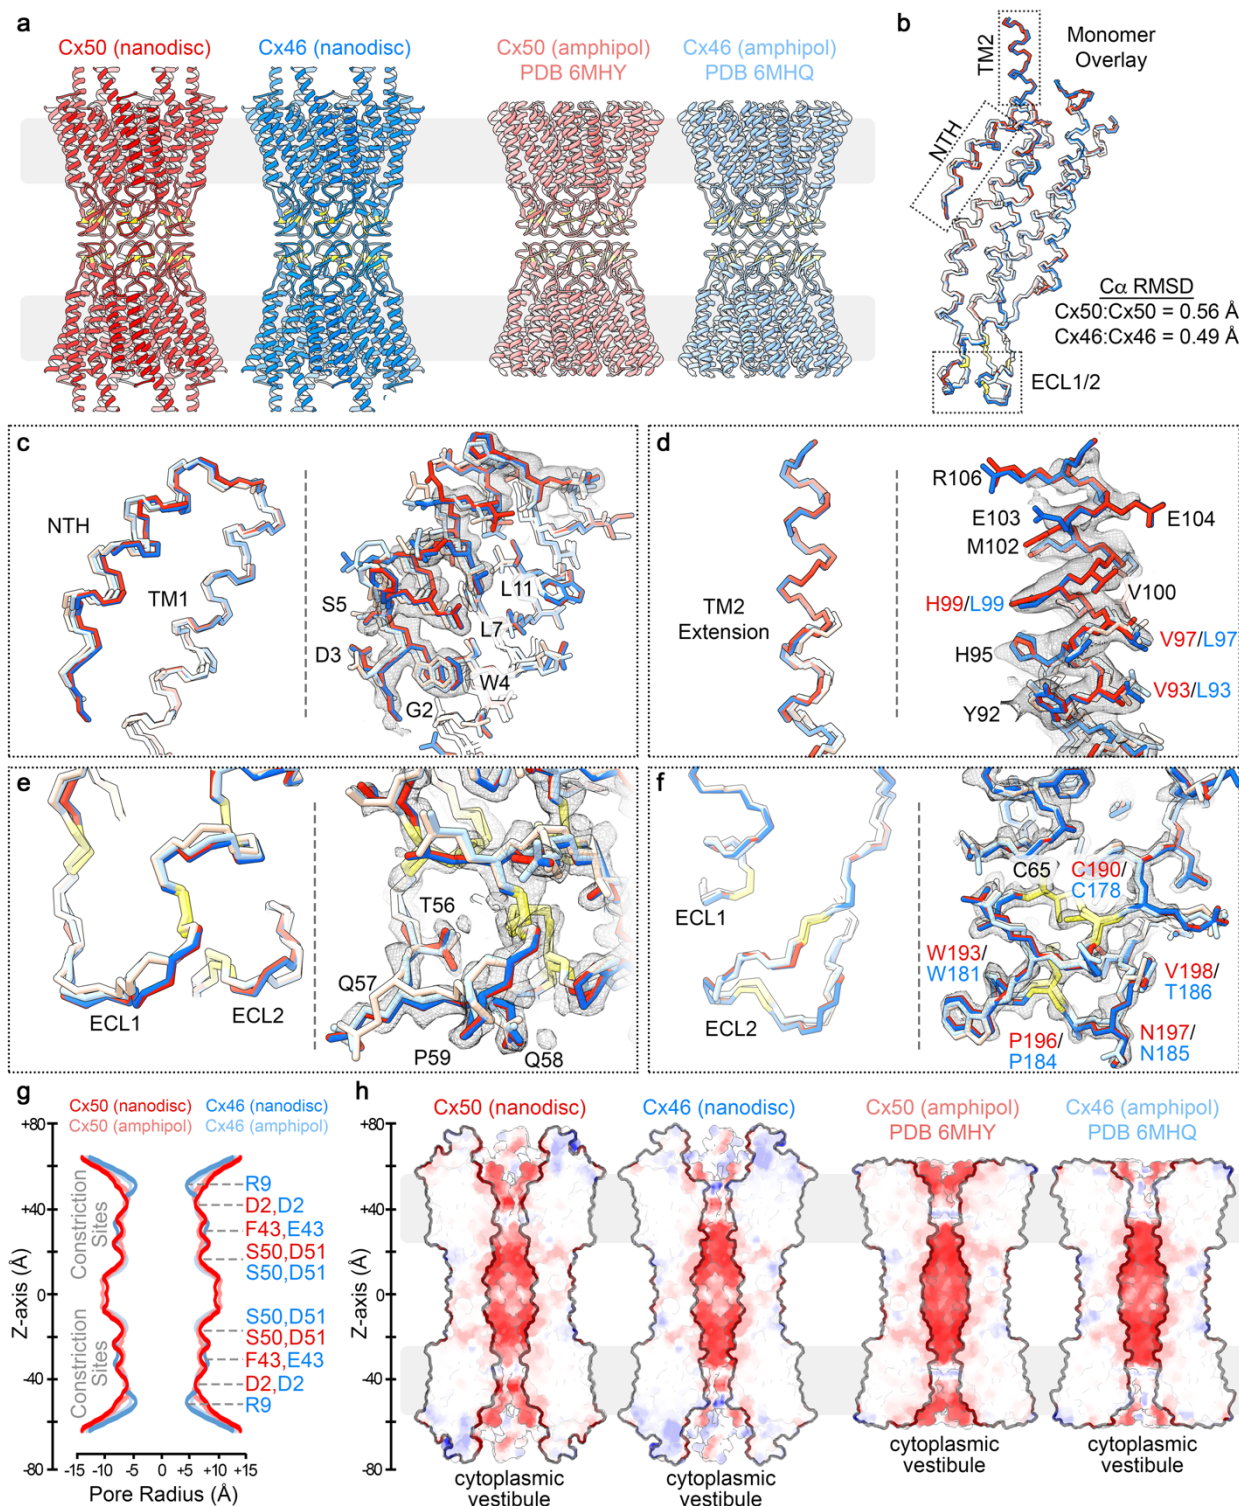 a
Cx50 (nanodisc)
Cx46 (nanodisc)
Cx50 (amphipol)
PDB 6MHY
Cx46 (amphipol)
PDB 6MHQ
b
TM2
Monomer
Overlay
NTH
Cα RMSD
Cx50:Cx50 = 0.56 Å
Cx46:Cx46 = 0.49 Å
ECL1/2
c
NTH
TM1
S5
L11
L7
D3
W4
G2
d
TM2
Extension
R106
E103
E104
M102
H99/L99
V100
V97/L97
H95
V93/L93
Y92
e
ECL1
ECL2
T56
Q57
P59
Q58
f
ECL1
ECL2
C65
C190/
C178
W193/
W181
V198/
T186
P196/
P184
N197/
N185
g
Cx50 (nanodisc)
Cx50 (amphipol)
Cx46 (nanodisc)
Cx46 (amphipol)
+80
+40
0
-40
-80
Z-axis (Å)
Constriction
Sites
Constriction
Sites
R9
D2,D2
F43,E43
S50,D51
S50,D51
S50,D51
S50,D51
F43,E43
D2,D2
R9
-15
-10
-5
0
+5
+10
+15
Pore Radius (Å)
h
Cx50 (nanodisc)
Cx46 (nanodisc)
Cx50 (amphipol)
PDB 6MHY
Cx46 (amphipol)
PDB 6MHQ
+80
+40
0
-40
-80
Z-axis (Å)
cytoplasmic
vestibule
cytoplasmic
vestibule
cytoplasmic
vestibule
cytoplasmic
vestibule